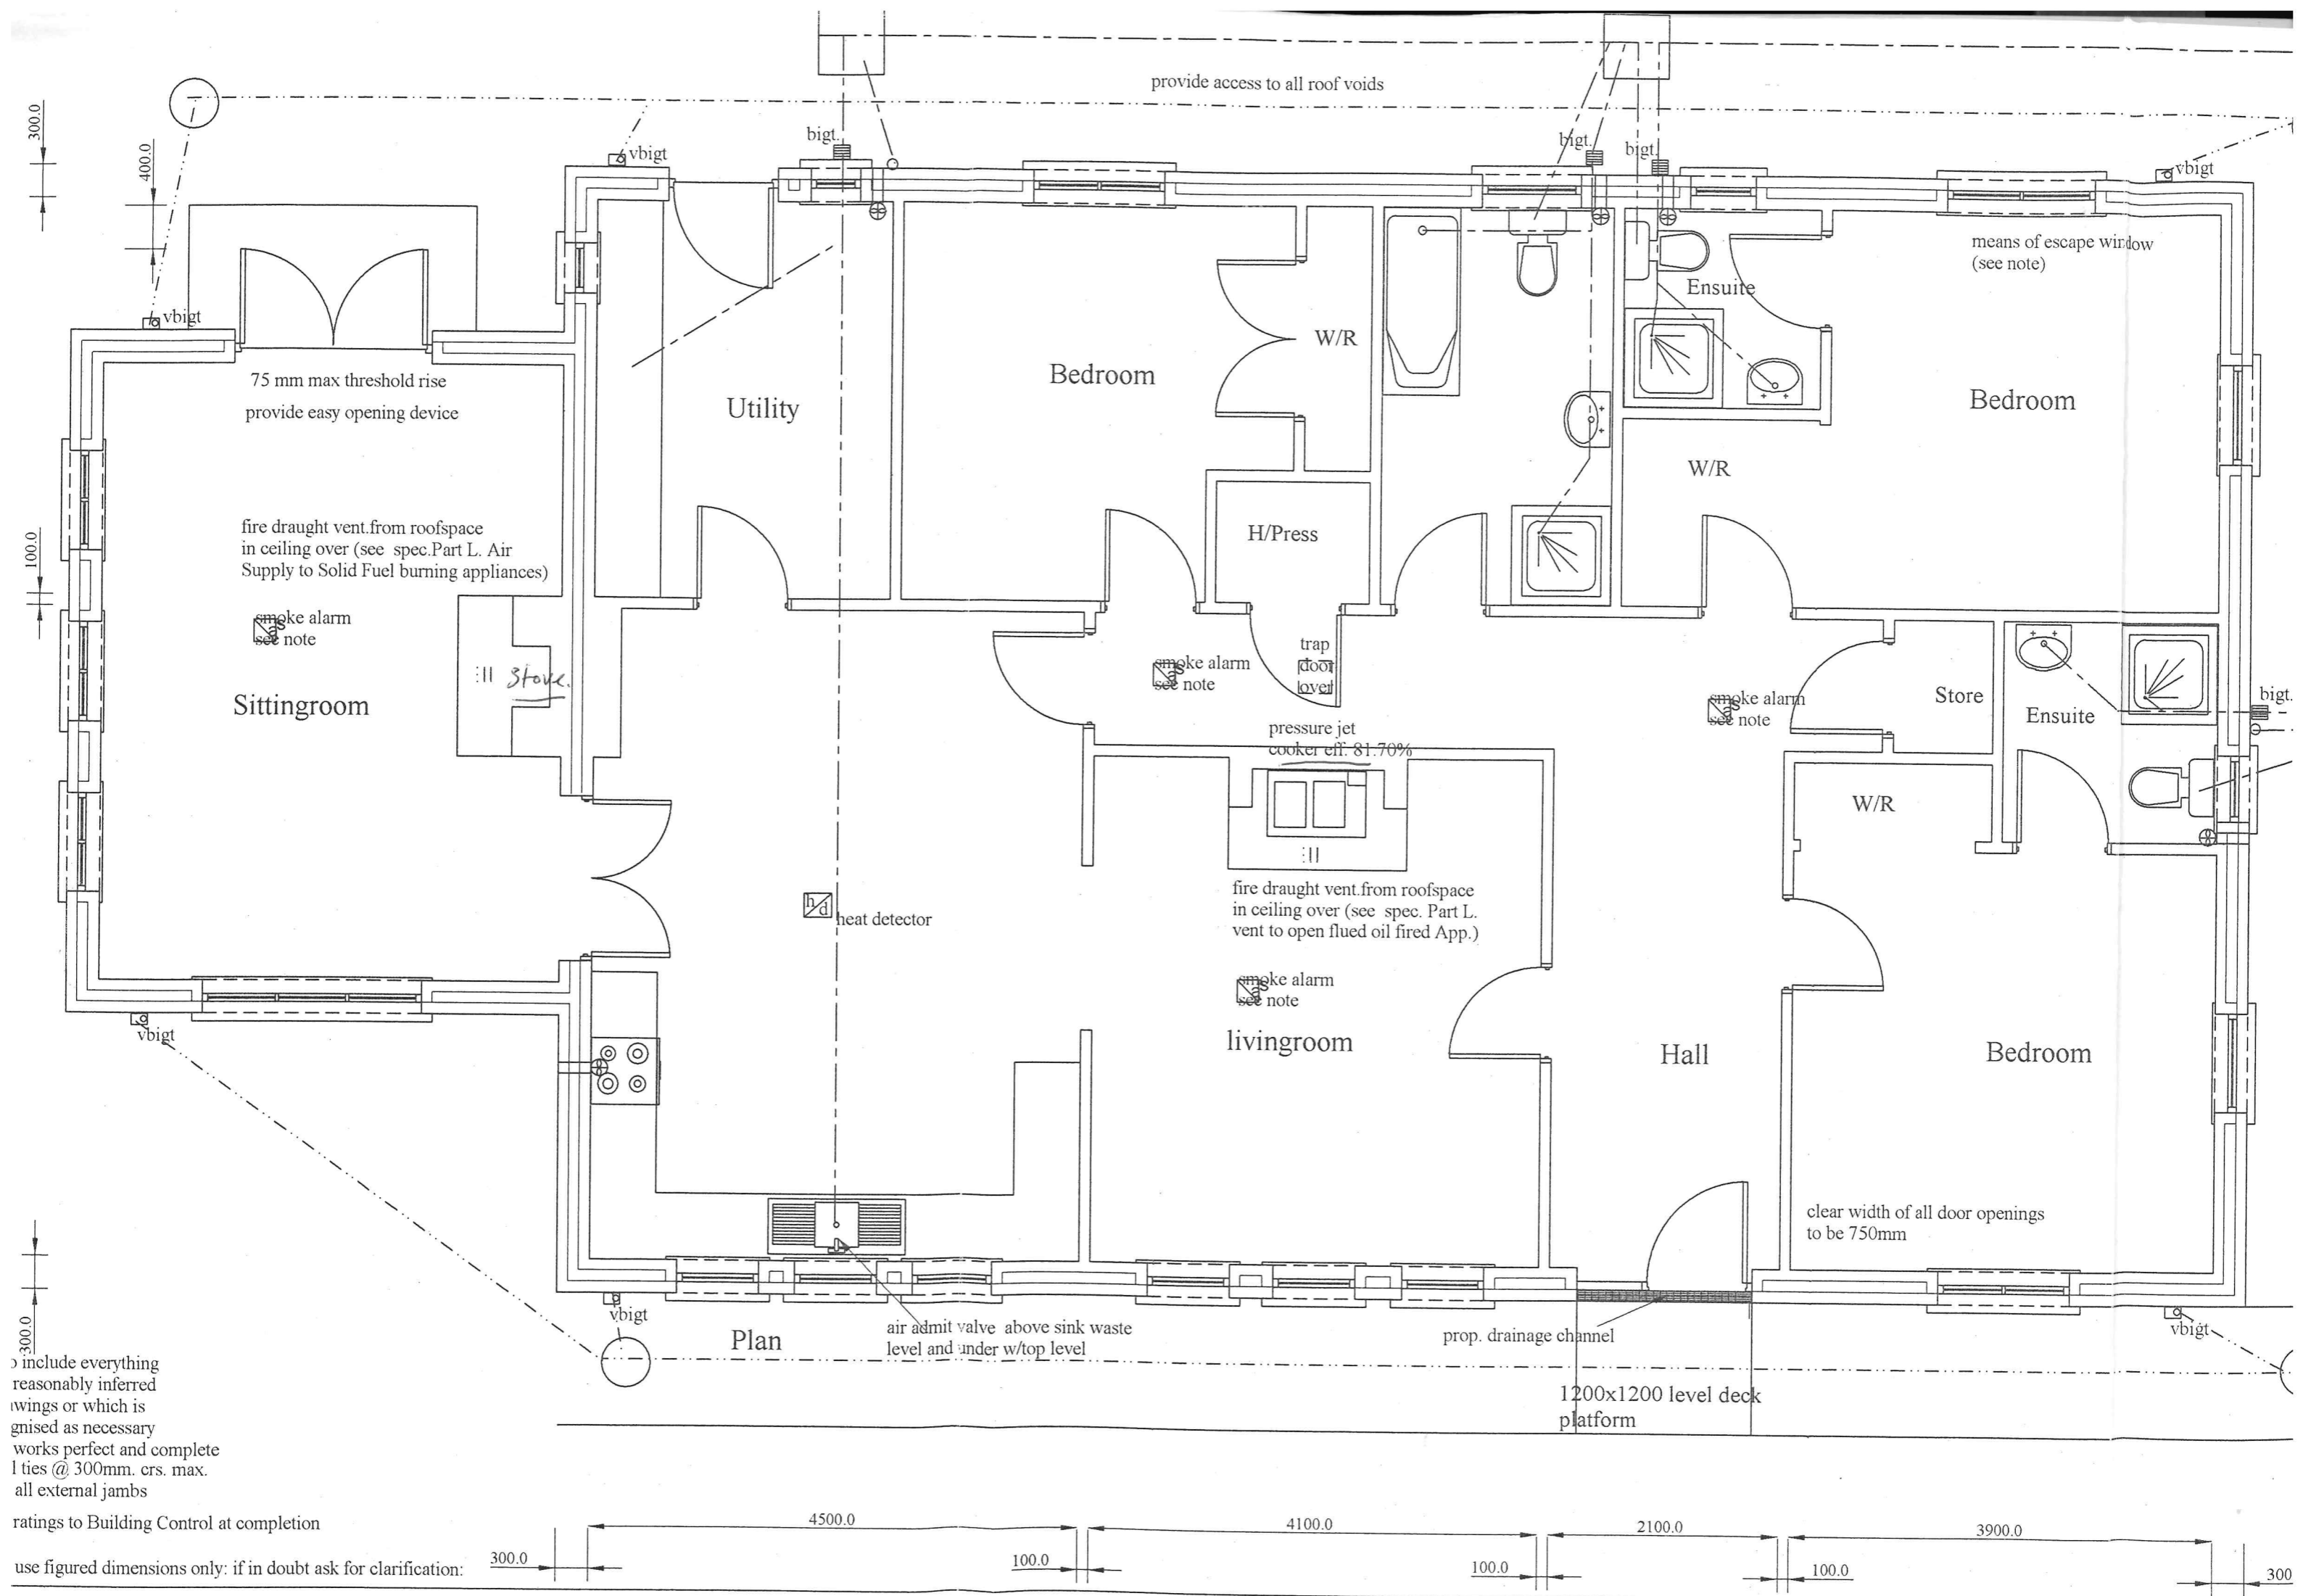 provide access to all roof voids
300.0
400.0
bigt.
bigt.
bigt.
vbigt
vbigt
vbigt
means of escape window
(see note)
Ensuite
W/R
Bedroom
Bedroom
Utility
75 mm max threshold rise
provide easy opening device
W/R
H/Press
fire draught vent.from roofspace
in ceiling over (see spec.Part L. Air
Supply to Solid Fuel burning appliances)
100.0
smoke alarm
see note
Stove.
Sittingroom
smoke alarm
see note
trap
door
over
smoke alarm
see note
Store
Ensuite
bigt.
pressure jet
cooker eff. 81.70%
W/R
h/d
heat detector
fire draught vent.from roofspace
in ceiling over (see spec. Part L.
vent to open flued oil fired App.)
smoke alarm
see note
livingroom
Hall
Bedroom
vbigt
clear width of all door openings
to be 750mm
300.0
vbigt
Plan
air admit valve above sink waste
level and under w/top level
prop. drainage channel
vbigt
1200x1200 level deck
platform
include everything
reasonably inferred
wings or which is
gnised as necessary
works perfect and complete
l ties @ 300mm. crs. max.
all external jambs
ratings to Building Control at completion
use figured dimensions only: if in doubt ask for clarification:
4500.0
4100.0
2100.0
3900.0
300.0
100.0
100.0
100.0
300